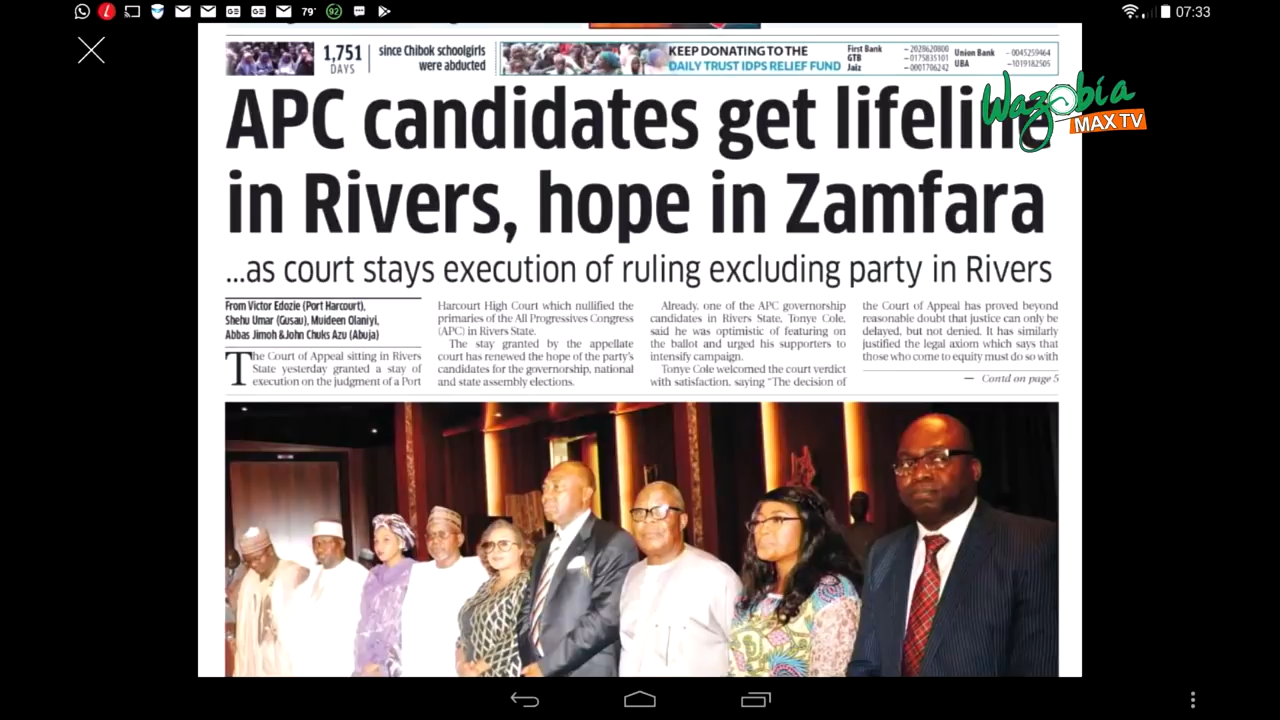 79°
92
07:33
1,751
DAYS
since Chibok schoolgirls
were abducted
KEEP DONATING TO THE
DAILY TRUST IDPS RELIEF FUND
First Bank – 2028620800
GTB – 0175835101
Jaiz – 0001706242
Union Bank – 0045259464
UBA – 1019182505
Wazobia
MAX TV
APC candidates get lifeline
in Rivers, hope in Zamfara
...as court stays execution of ruling excluding party in Rivers
From Victor Edozie (Port Harcourt),
Shehu Umar (Gusau), Muideen Olaniyi,
Abbas Jimoh & John Chuks Azu (Abuja)
The Court of Appeal sitting in Rivers
State yesterday granted a stay of
execution on the judgment of a Port
Harcourt High Court which nullified the
primaries of the All Progressives Congress
(APC) in Rivers State.
The stay granted by the appellate
court has renewed the hope of the party's
candidates for the governorship, national
and state assembly elections.
Already, one of the APC governorship
candidates in Rivers State, Tonye Cole,
said he was optimistic of featuring on
the ballot and urged his supporters to
intensify campaign.
Tonye Cole welcomed the court verdict
with satisfaction, saying "The decision of
the Court of Appeal has proved beyond
reasonable doubt that justice can only be
delayed, but not denied. It has similarly
justified the legal axiom which says that
those who come to equity must do so with
— Contd on page 5